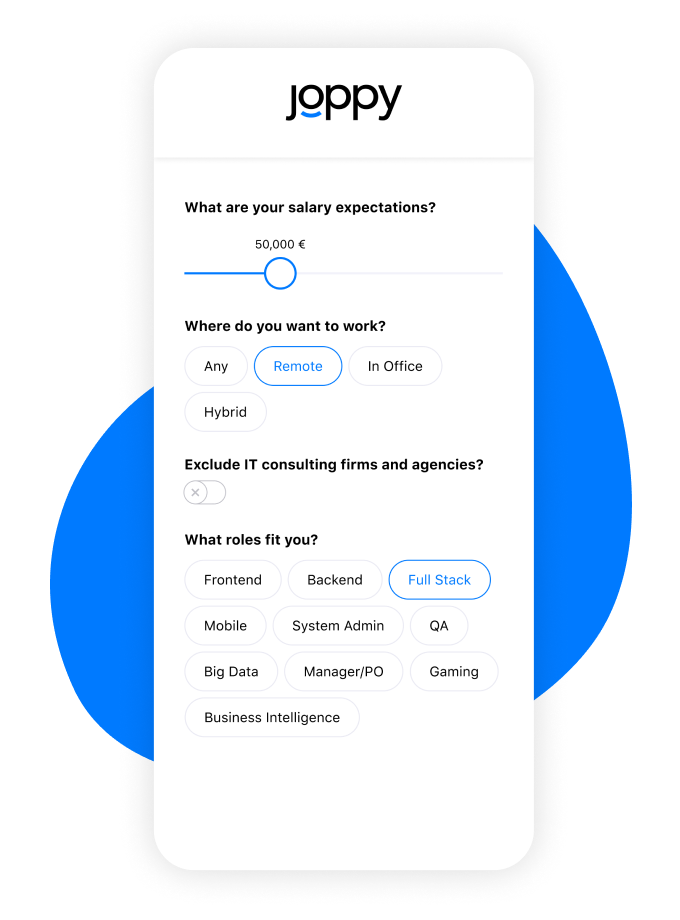 joppy
What are your salary expectations?
50,000 €
Where do you want to work?
Any Remote In Office
Hybrid
Exclude IT consulting firms and agencies?
What roles fit you?
Frontend Backend Full Stack
Mobile System Admin QA
Big Data Manager/PO Gaming
Business Intelligence